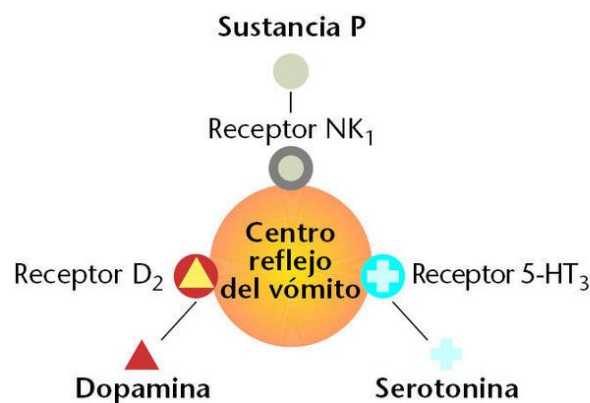 Sustancia P
Receptor NK₁
Centro
reflejo
del vómito
Receptor D₂
Receptor 5-HT₃
Dopamina
Serotonina